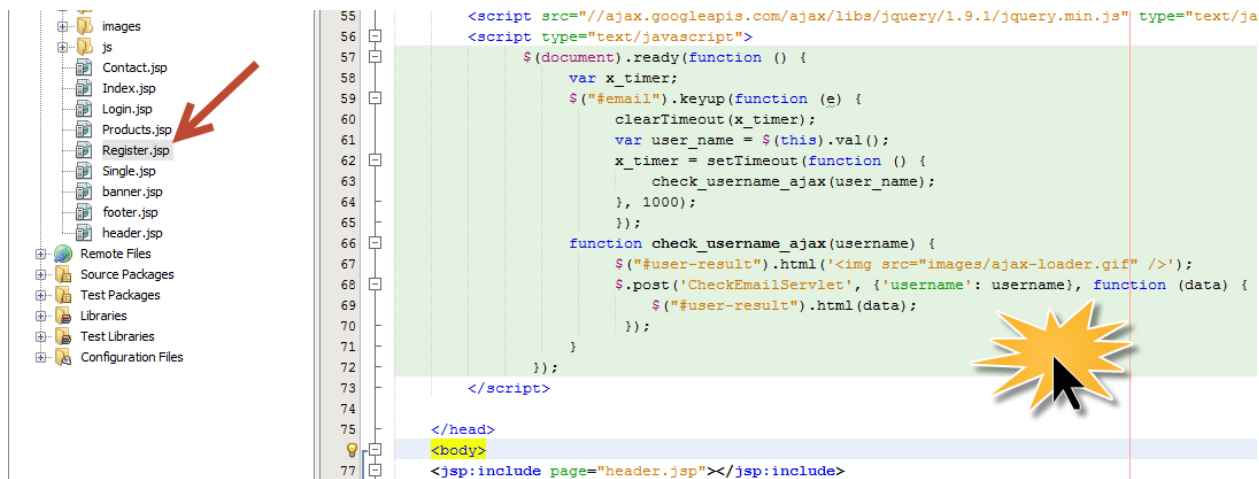 images
js
Contact.jsp
Index.jsp
Login.jsp
Products.jsp
Register.jsp
Single.jsp
banner.jsp
footer.jsp
header.jsp
Remote Files
Source Packages
Test Packages
Libraries
Test Libraries
Configuration Files
55 <script src="//ajax.googleapis.com/ajax/libs/jquery/1.9.1/jquery.min.js" type="text/ja
56 <script type="text/javascript">
57 $(document).ready(function () {
58 var x_timer;
59 $("#email").keyup(function (e) {
60 clearTimeout(x_timer);
61 var user_name = $(this).val();
62 x_timer = setTimeout(function () {
63 check_username_ajax(user_name);
64 }, 1000);
65 });
66 function check_username_ajax(username) {
67 $("#user-result").html('<img src="images/ajax-loader.gif" />');
68 $.post('CheckEmailServlet', {'username': username}, function (data) {
69 $("#user-result").html(data);
70 });
71 }
72 });
73 </script>
74
75 </head>
<body>
77 <jsp:include page="header.jsp"></jsp:include>